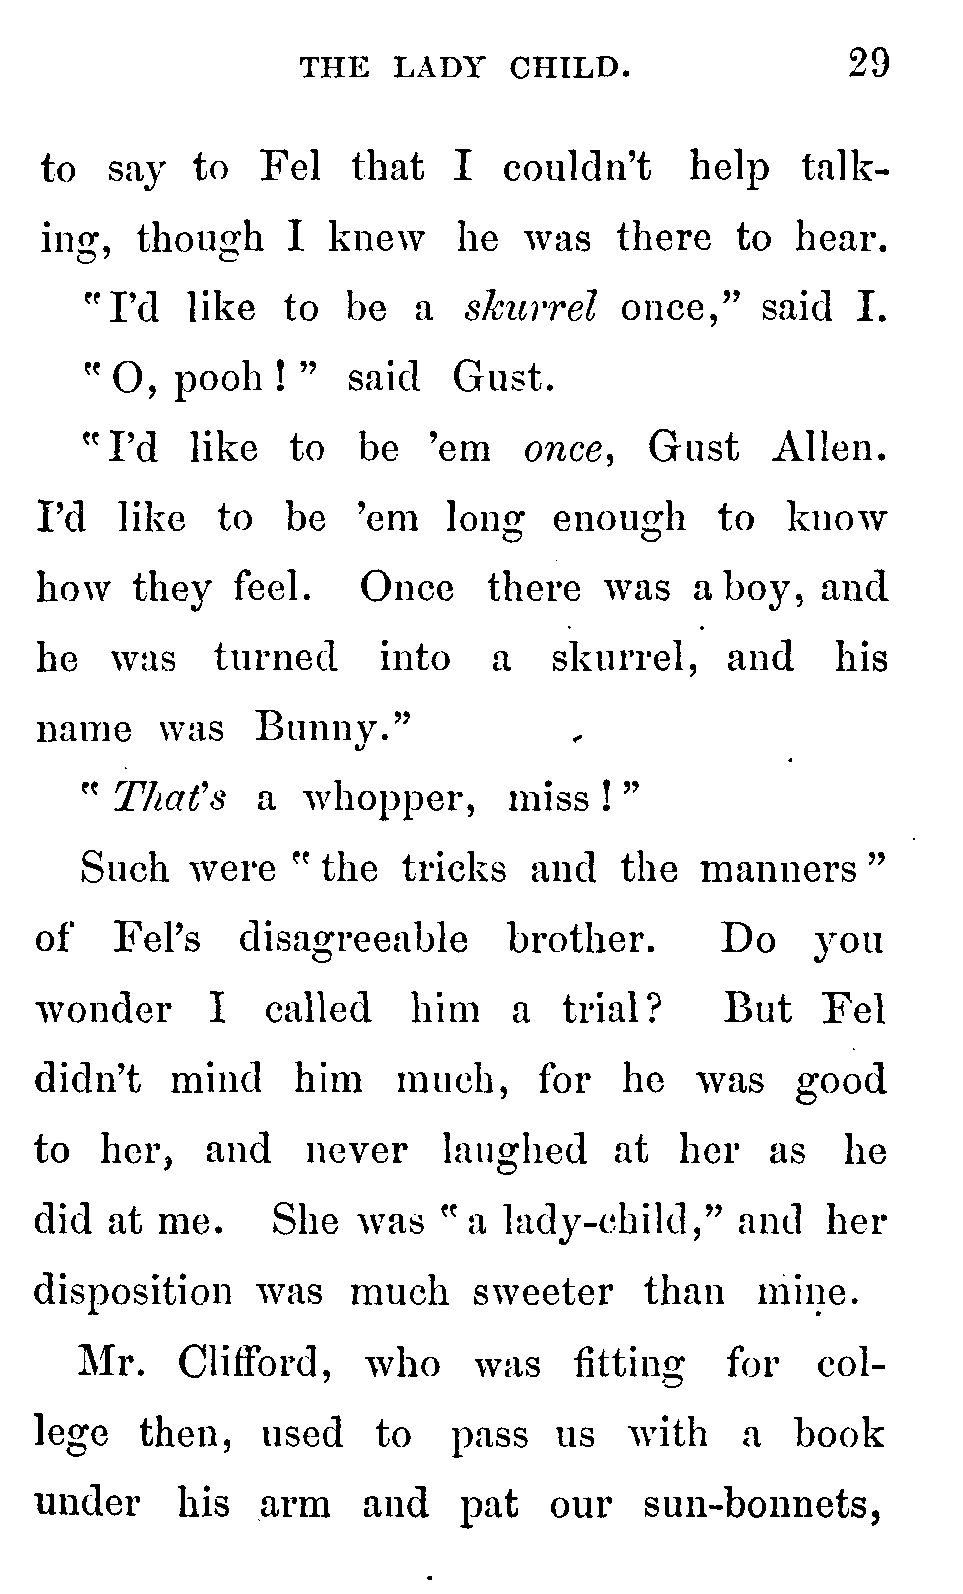 THE LADY CHILD. 29
to say to Fel that I couldn't help talk-
ing, though I knew he was there to hear.
"I'd like to be a skurrel once," said I.
"O, pooh!" said Gust.
"I'd like to be 'em once, Gust Allen.
I'd like to be 'em long enough to know
how they feel. Once there was a boy, and
he was turned into a skurrel, and his
name was Bunny."
"That's a whopper, miss!"
Such were "the tricks and the manners"
of Fel's disagreeable brother. Do you
wonder I called him a trial? But Fel
didn't mind him much, for he was good
to her, and never laughed at her as he
did at me. She was "a lady-child," and her
disposition was much sweeter than mine.
Mr. Clifford, who was fitting for col-
lege then, used to pass us with a book
under his arm and pat our sun-bonnets,